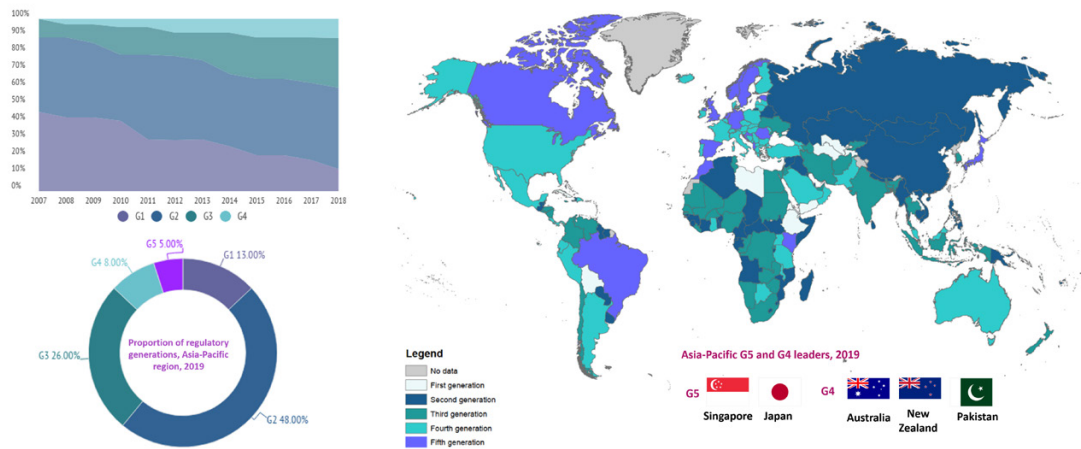 100%
90%
80%
70%
60%
50%
40%
30%
20%
10%
0%
2007 2008 2009 2010 2011 2012 2013 2014 2015 2016 2017 2018
G1 G2 G3 G4
G5 5.00%
G4 8.00%
G1 13.00%
G3 26.00%
G2 48.00%
Proportion of regulatory
generations, Asia-Pacific
region, 2019
Legend
No data
First generation
Second generation
Third generation
Fourth generation
Fifth generation
Asia-Pacific G5 and G4 leaders, 2019
G5
Singapore
Japan
G4
Australia
New
Zealand
Pakistan